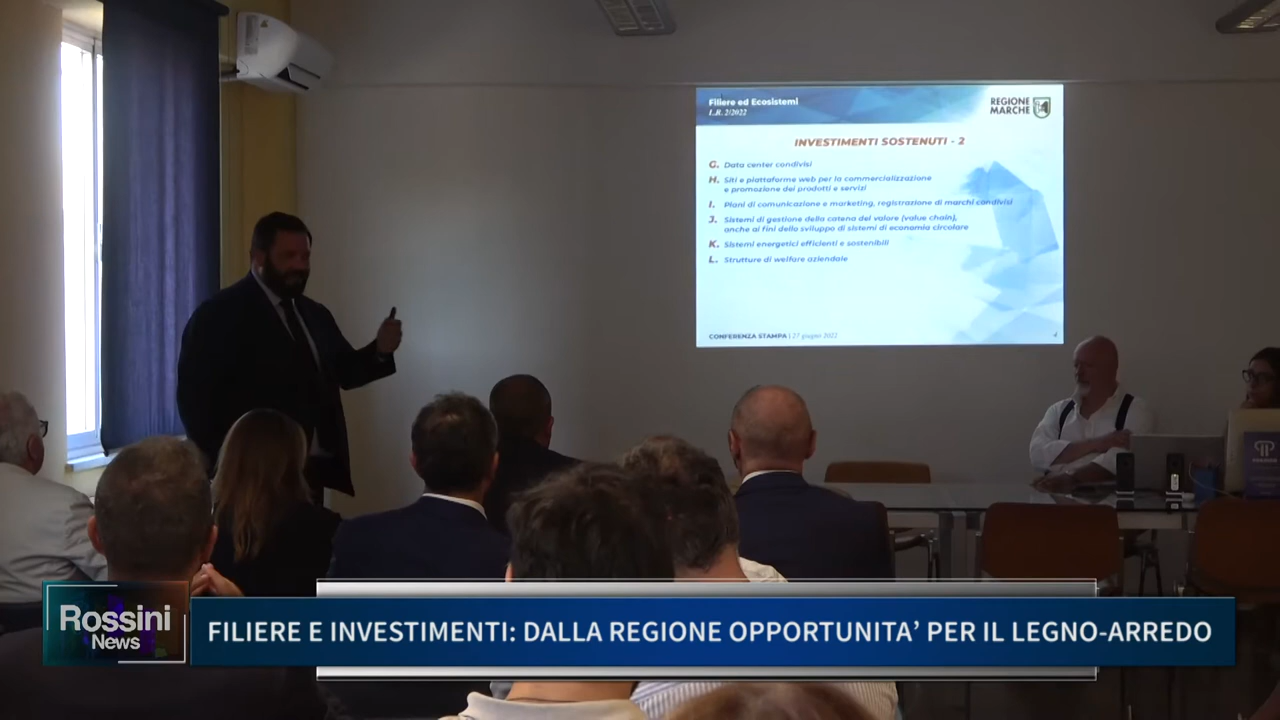 Filiere ed Ecosistemi
L.R. 2/2022
REGIONE
MARCHE
INVESTIMENTI SOSTENUTI - 2
G. Data center condivisi
H. Siti e piattaforme web per la commercializzazione
e promozione dei prodotti e servizi
I. Piani di comunicazione e marketing, registrazione di marchi condivisi
J. Sistemi di gestione della catena del valore (value chain),
anche ai fini dello sviluppo di sistemi di economia circolare
K. Sistemi energetici efficienti e sostenibili
L. Strutture di welfare aziendale
CONFERENZA STAMPA | 27 giugno 2022
4
Rossini
News
FILIERE E INVESTIMENTI: DALLA REGIONE OPPORTUNITA’ PER IL LEGNO-ARREDO